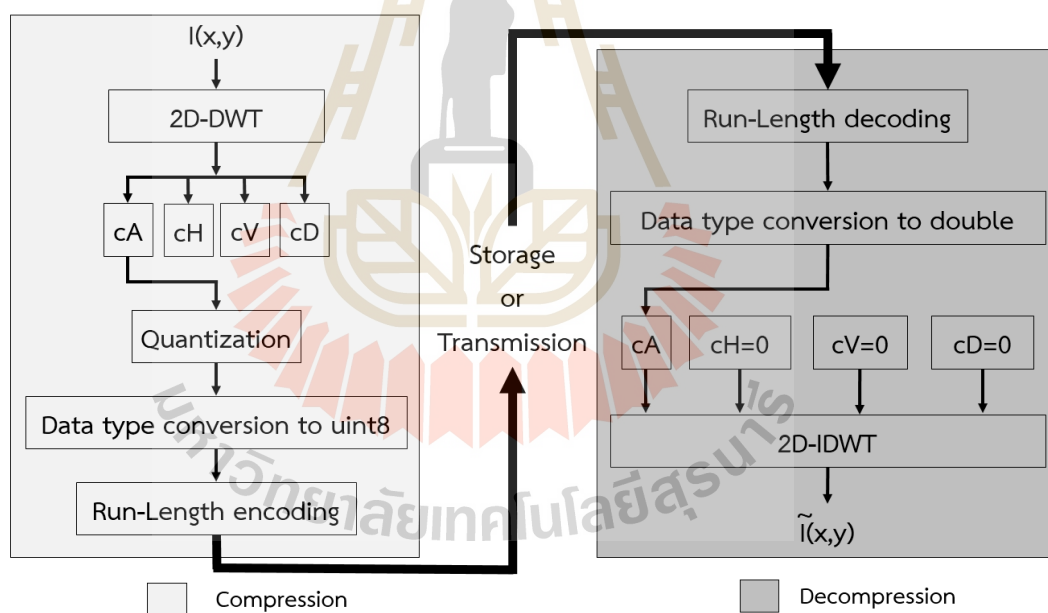 I(x,y)
2D-DWT
cA
cH
cV
cD
Quantization
Data type conversion to uint8
Run-Length encoding
Storage
or
Transmission
Run-Length decoding
Data type conversion to double
cA
cH=0
cV=0
cD=0
2D-IDWT
Ĩ(x,y)
มหาวิทยาลัยเทคโนโลยีสุรนารี
Compression
Decompression